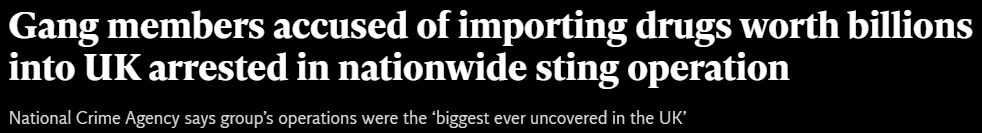 Gang members accused of importing drugs worth billions
into UK arrested in nationwide sting operation
National Crime Agency says group’s operations were the ‘biggest ever uncovered in the UK’